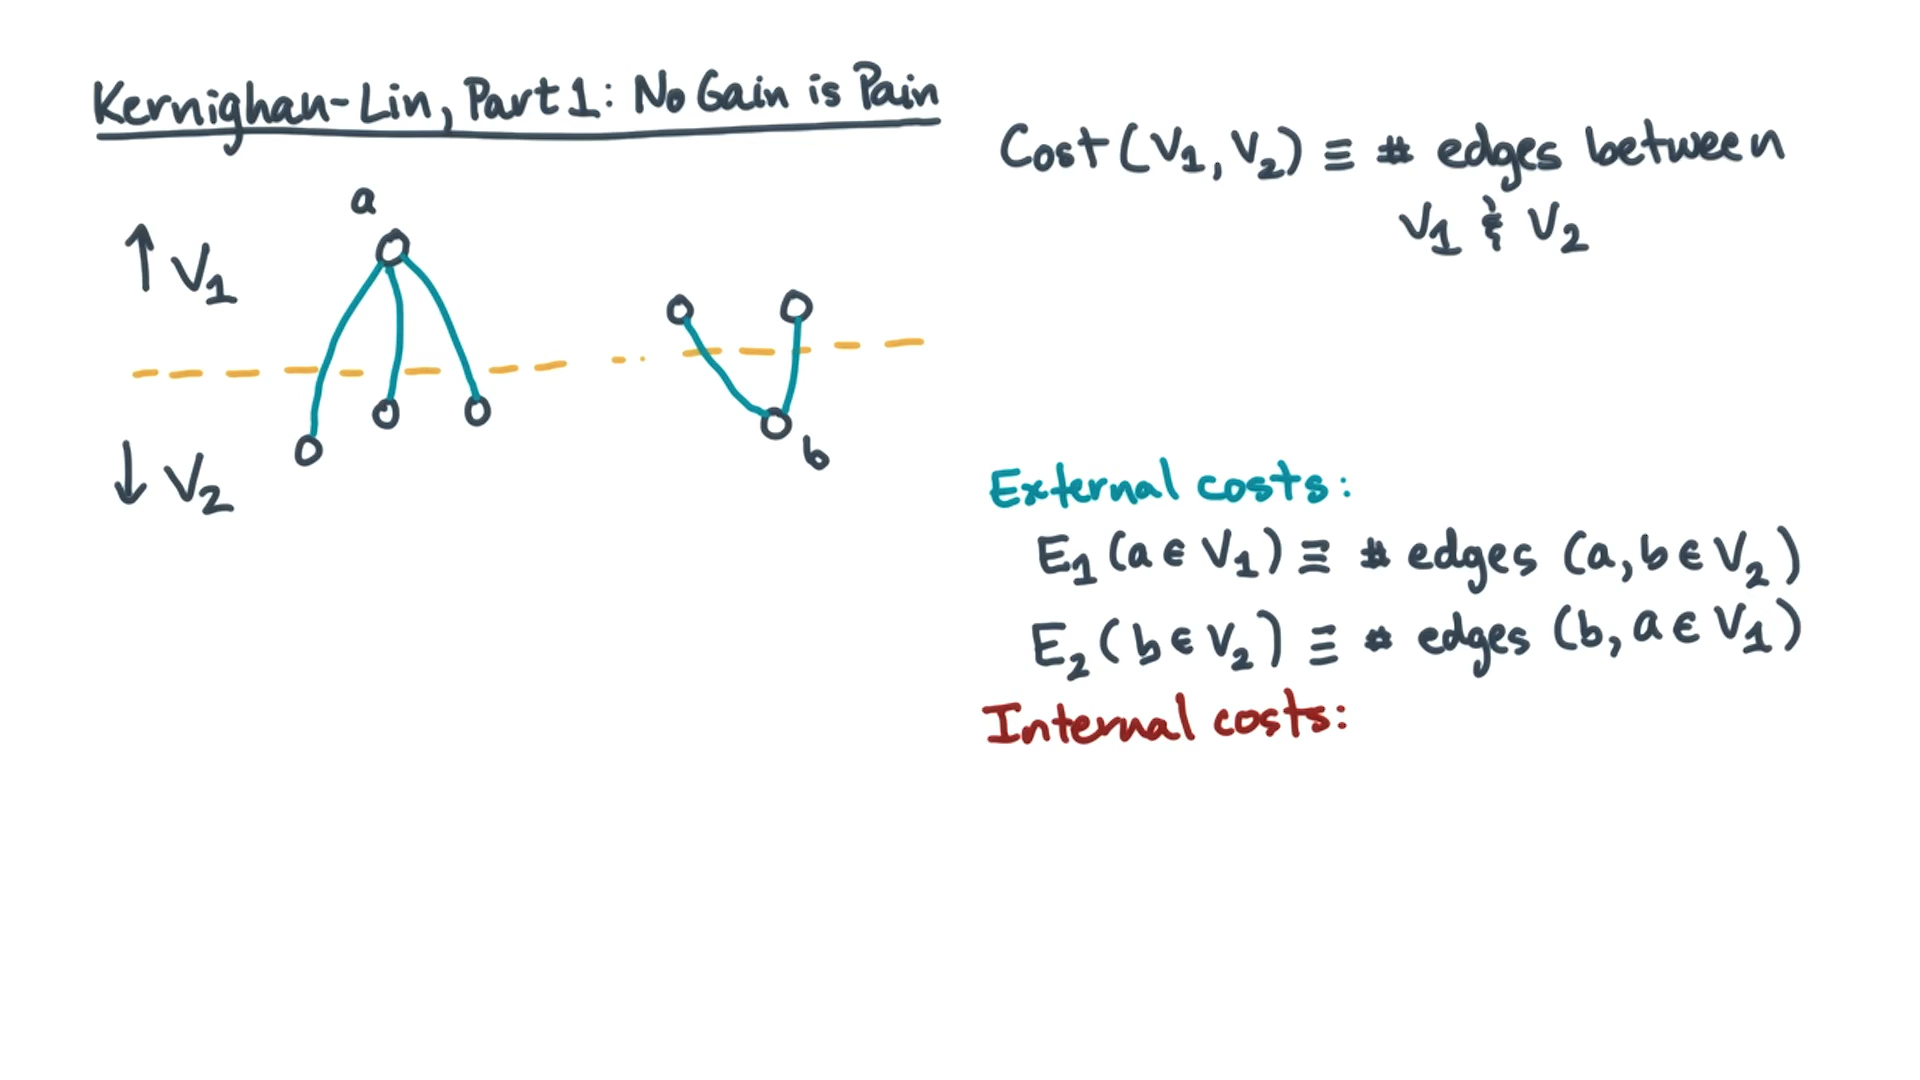 Kernighan-Lin, Part 1: No Gain is Pain
Cost(V₁, V₂) ≡ # edges between
V₁ & V₂
a
↑ V₁
b
↓ V₂
External costs:
E₁(a ∈ V₁) ≡ # edges (a, b ∈ V₂)
E₂(b ∈ V₂) ≡ # edges (b, a ∈ V₁)
Internal costs: